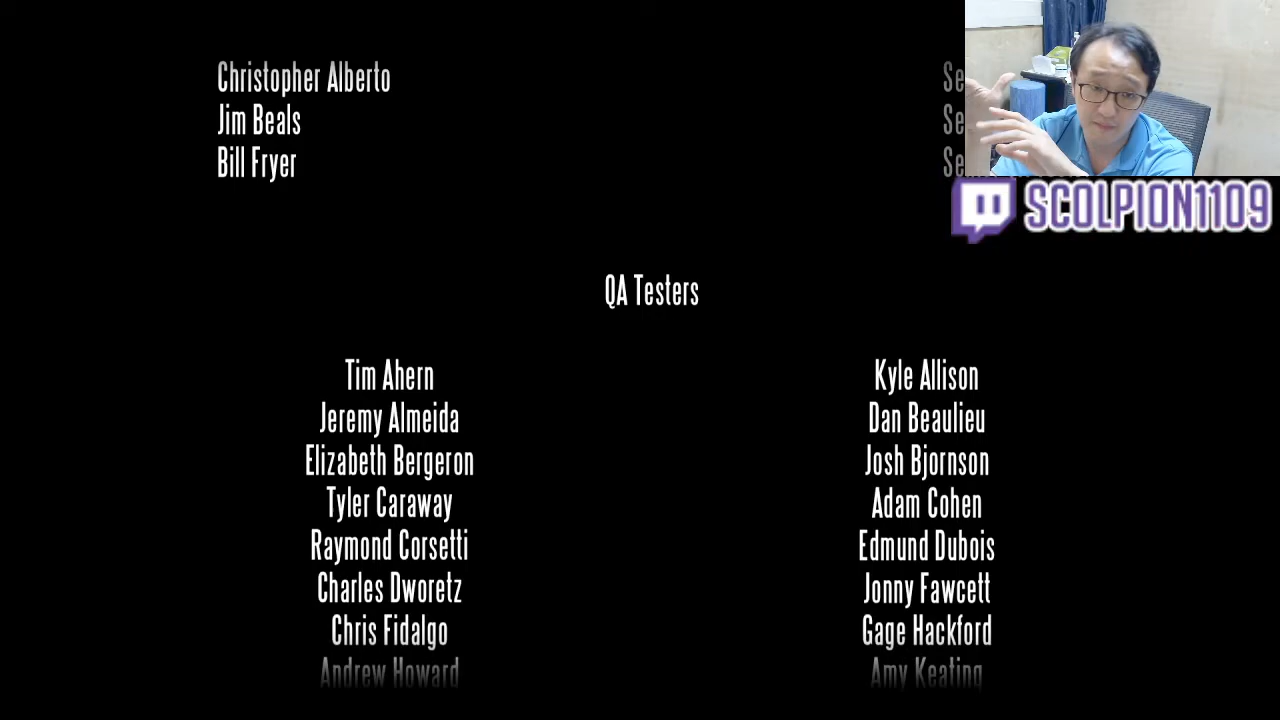 Christopher Alberto
Jim Beals
Bill Fryer
SCOLPION1109
QA Testers
Tim Ahern Kyle Allison
Jeremy Almeida Dan Beaulieu
Elizabeth Bergeron Josh Bjornson
Tyler Caraway Adam Cohen
Raymond Corsetti Edmund Dubois
Charles Dworetz Jonny Fawcett
Chris Fidalgo Gage Hackford
Andrew Howard Amy Keating